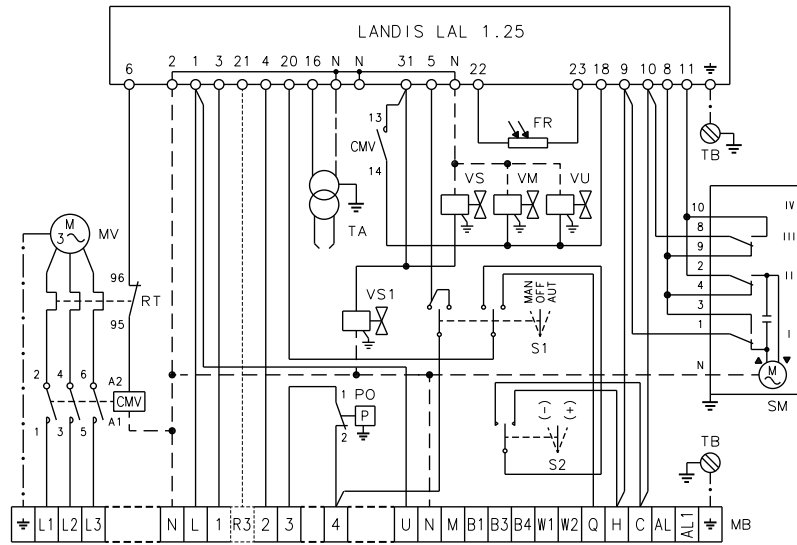 LANDIS LAL 1.25
6 2 1 3 21 4 20 16 N N 31 5 N 22 23 18 9 10 8 11
13
CMV
14
FR
TB
VS VM VU
TA
10 IV
8 III
9
2 II
4
3
1 I
N
M
SM
M
3
MV
96
RT
95
VS1
MAN
OFF
AUT
S1
2 4 6 A2
CMV
1 3 5 A1
1 PO
P
2
(-) (+)
S2
TB
L1 L2 L3 N L 1 R3 2 3 4 U N M B1 B3 B4 W1 W2 Q H C AL AL1 MB